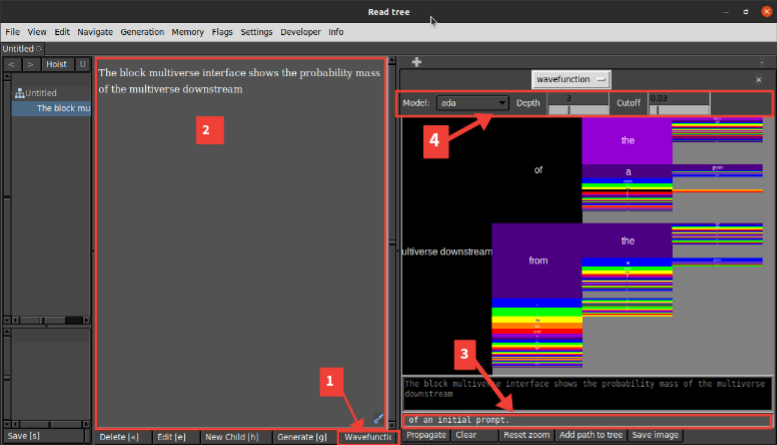 Read tree
File View Edit Navigate Generation Memory Flags Settings Developer Info
Untitled
< > Hoist U
Untitled
The block mu
The block multiverse interface shows the probability mass
of the multiverse downstream
2
1
wavefunction
Model: ada Depth 3 Cutoff 0.03
4
the
of
a
ultiverse downstream
from
the
3
The block multiverse interface shows the probability mass of the multiverse
downstream
of an initial prompt.
Save [s] Delete [«] Edit [e] New Child [h] Generate [g] Wavefunctic
Propagate Clear Reset zoom Add path to tree Save image